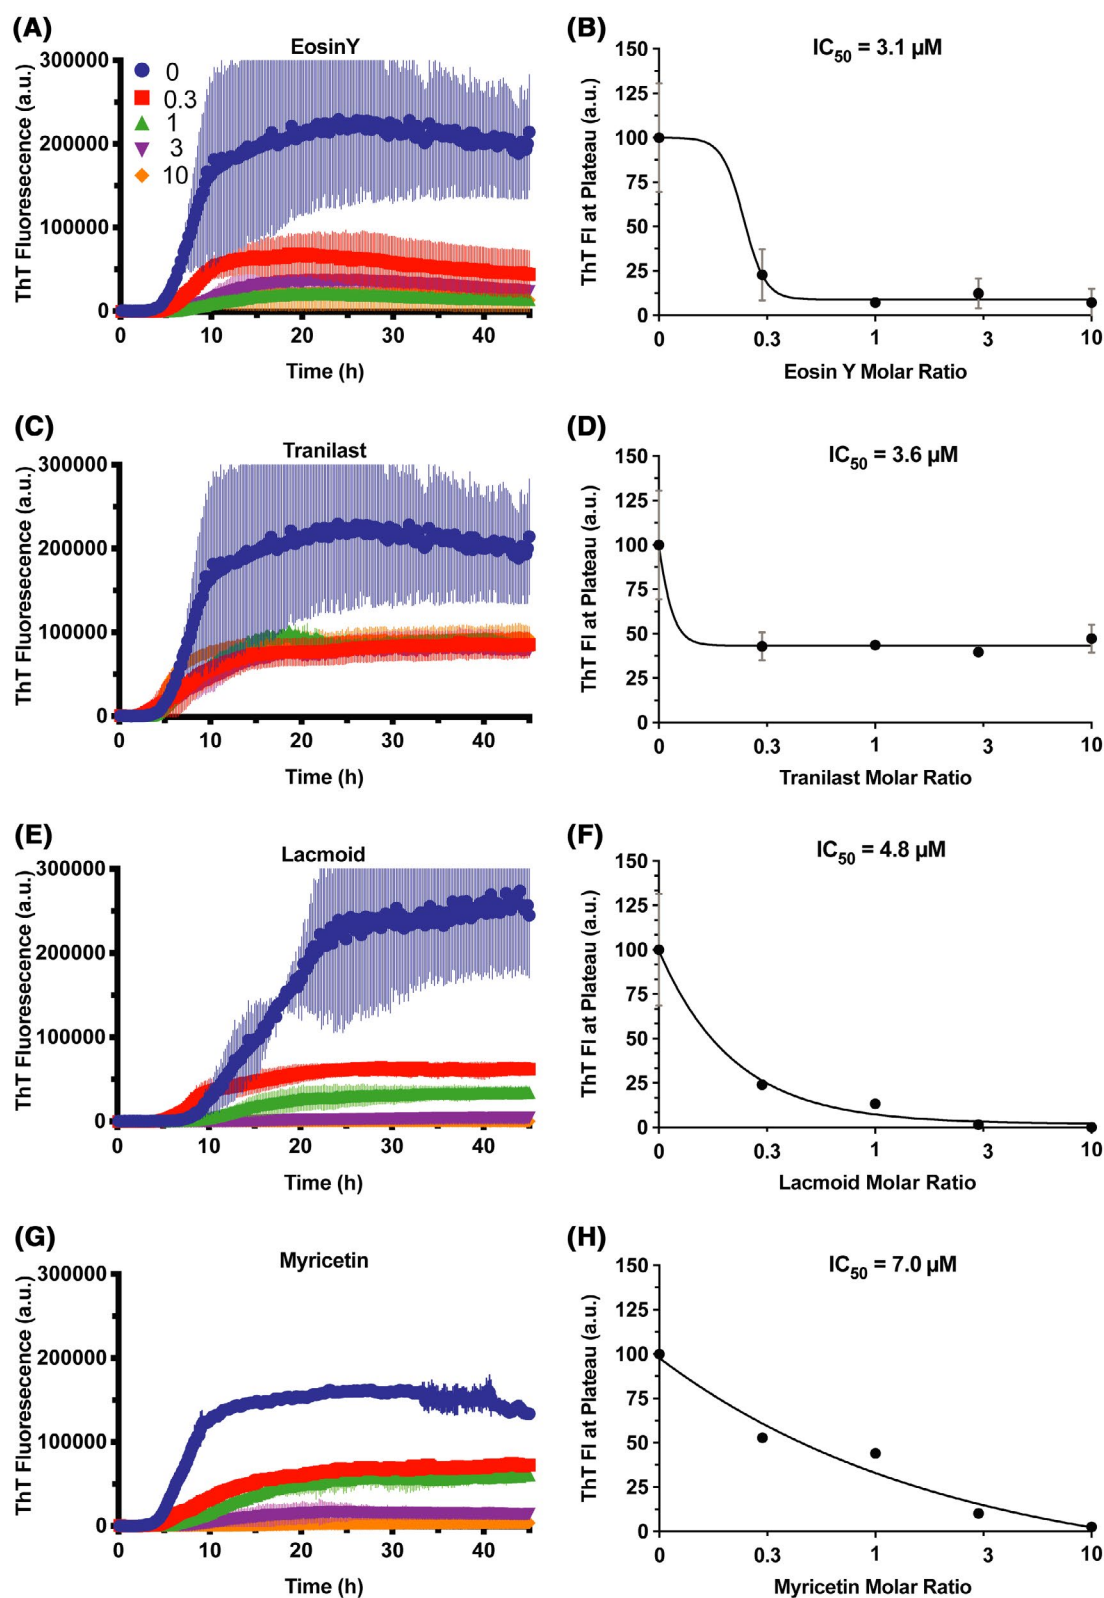 (A)
EosinY
ThT Fluoresecence (a.u.)
300000
200000
100000
0
0
0.3
1
3
10
0 10 20 30 40
Time (h)
(B)
IC50 = 3.1 µM
ThT FI at Plateau (a.u.)
150
125
100
75
50
25
0
0 0.3 1 3 10
Eosin Y Molar Ratio
(C)
Tranilast
ThT Fluoresecence (a.u.)
300000
200000
100000
0
0 10 20 30 40
Time (h)
(D)
IC50 = 3.6 µM
ThT FI at Plateau (a.u.)
150
125
100
75
50
25
0
0 0.3 1 3 10
Tranilast Molar Ratio
(E)
Lacmoid
ThT Fluoresecence (a.u.)
300000
200000
100000
0
0 10 20 30 40
Time (h)
(F)
IC50 = 4.8 µM
ThT FI at Plateau (a.u.)
150
125
100
75
50
25
0
0 0.3 1 3 10
Lacmoid Molar Ratio
(G)
Myricetin
ThT Fluoresecence (a.u.)
300000
200000
100000
0
0 10 20 30 40
Time (h)
(H)
IC50 = 7.0 µM
ThT FI at Plateau (a.u.)
150
125
100
75
50
25
0
0 0.3 1 3 10
Myricetin Molar Ratio